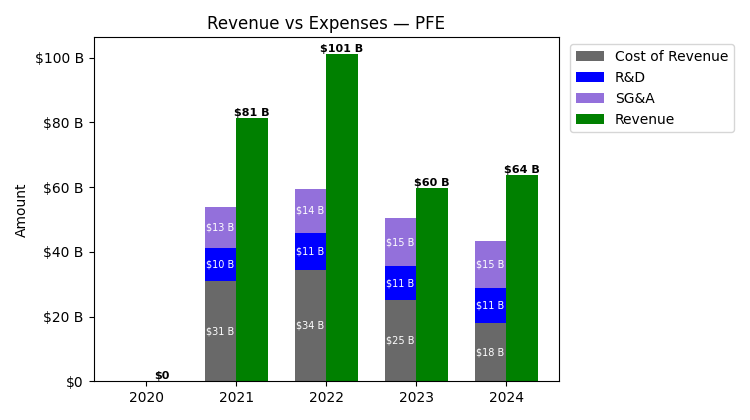 Revenue vs Expenses — PFE
Amount
$100 B
$80 B
$60 B
$40 B
$20 B
$0
$0
$81 B
$13 B
$10 B
$31 B
$101 B
$14 B
$11 B
$34 B
$60 B
$15 B
$11 B
$25 B
$64 B
$15 B
$11 B
$18 B
2020 2021 2022 2023 2024
Cost of Revenue
R&D
SG&A
Revenue